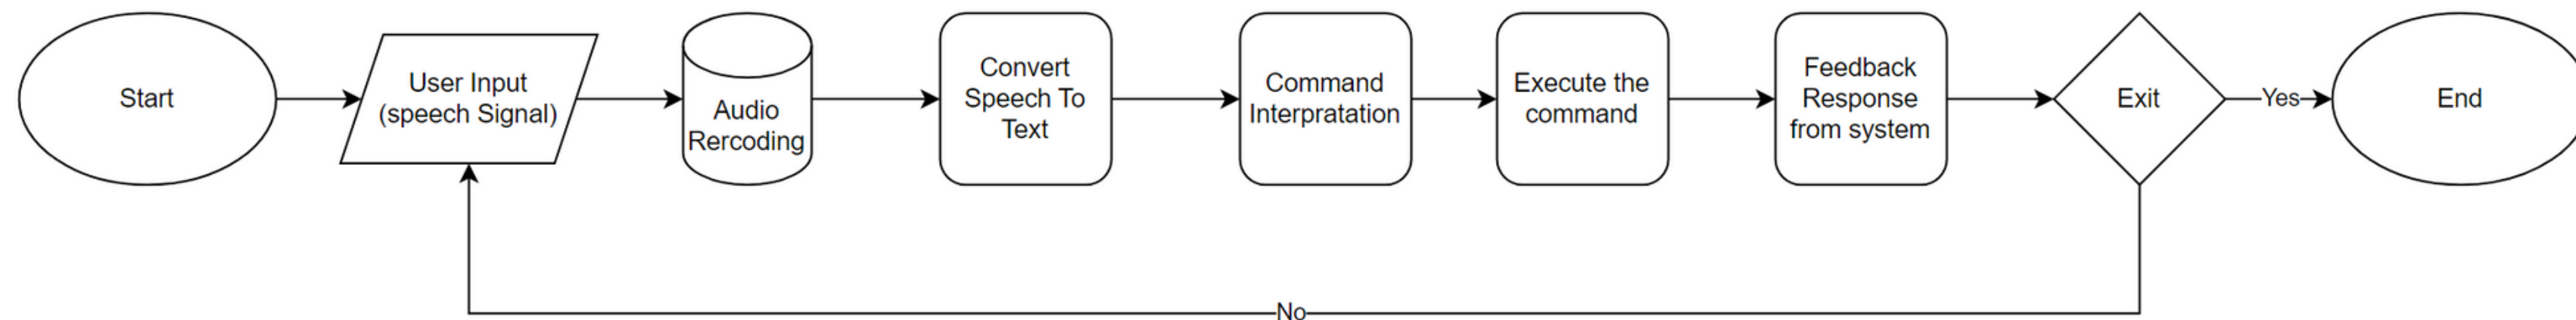 Start
User Input
(speech Signal)
Audio
Rercoding
Convert
Speech To
Text
Command
Interpratation
Execute the
command
Feedback
Response
from system
Exit
Yes
End
No